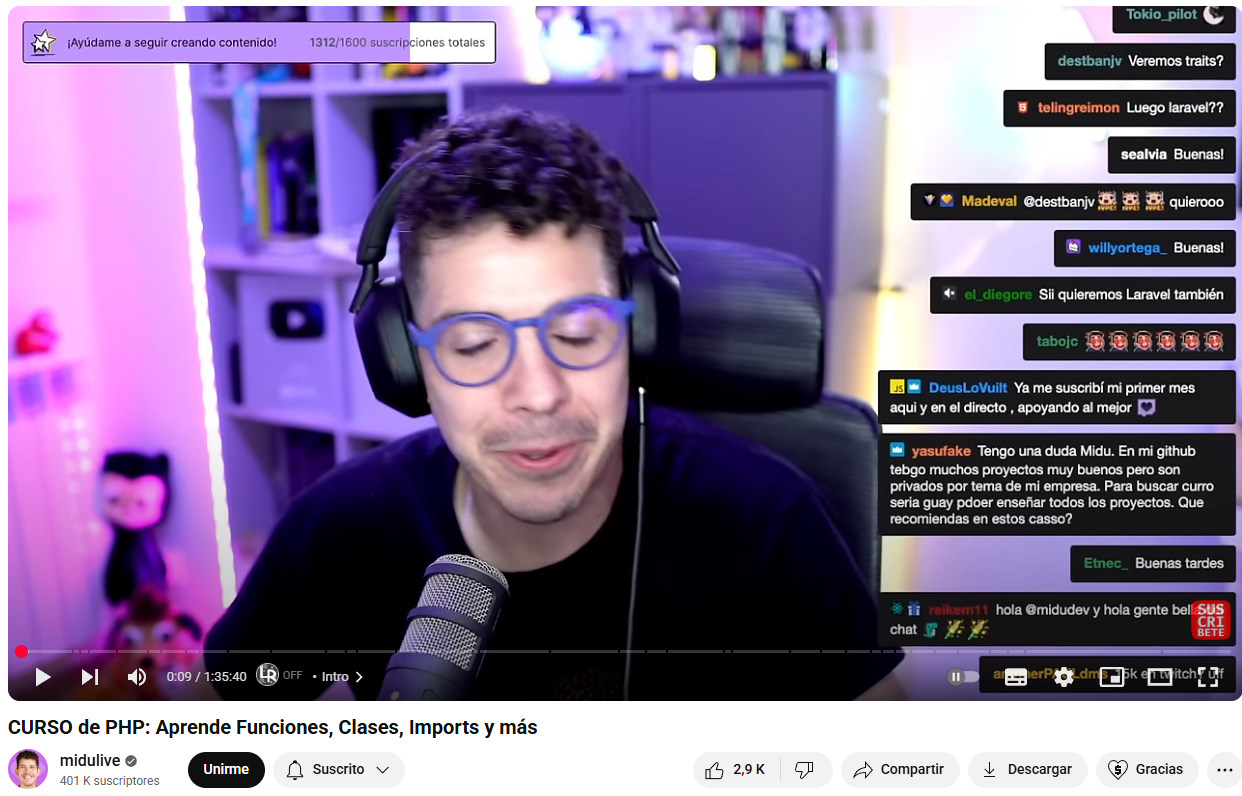 ¡Ayúdame a seguir creando contenido! 1312/1600 suscripciones totales
Tokio_pilot
destbanjv Veremos traits?
telingreimon Luego laravel??
sealvia Buenas!
Madeval @destbanjv quierooo
willyortega_ Buenas!
el_diegore Sii quieremos Laravel también
tabojc
JS DeusLoVuilt Ya me suscribí mi primer mes
aqui y en el directo , apoyando al mejor
yasufake Tengo una duda Midu. En mi github
tebgo muchos proyectos muy buenos pero son
privados por tema de mi empresa. Para buscar curro
seria guay pdoer enseñar todos los proyectos. Que
recomiendas en estos casso?
Etnec_ Buenas tardes
reikem11 hola @midudev y hola gente
chat
SUS
CRI
BETE
en twitch? uff
0:09 / 1:35:40 LR OFF • Intro
CURSO de PHP: Aprende Funciones, Clases, Imports y más
midulive
401 K suscriptores
Unirme
Suscrito
2,9 K
Compartir
Descargar
Gracias